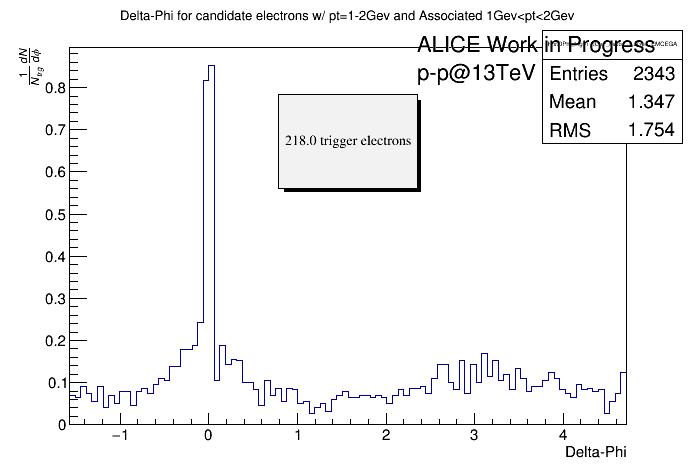 Delta-Phi for candidate electrons w/ pt=1-2Gev and Associated 1Gev<pt<2Gev
1 dN
N_trg dϕ
ALICE Work in Progress
p-p@13TeV
Entries 2343
Mean 1.347
RMS 1.754
218.0 trigger electrons
0.8
0.7
0.6
0.5
0.4
0.3
0.2
0.1
0
−1 0 1 2 3 4
Delta-Phi